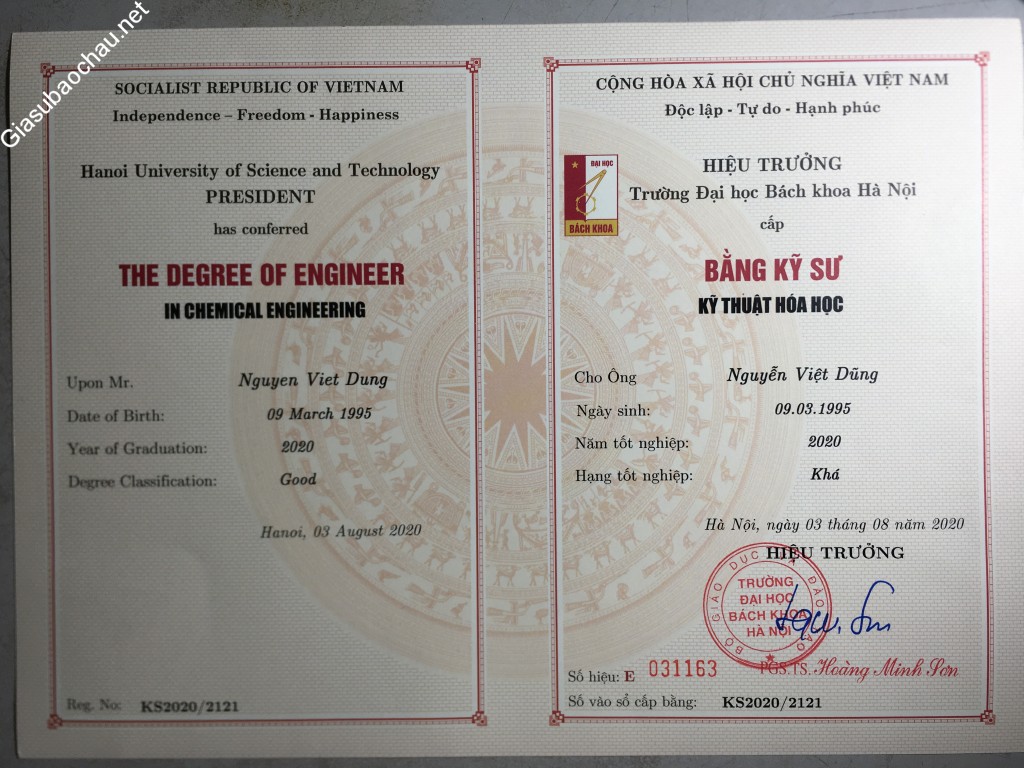 Giasubaochau.net
SOCIALIST REPUBLIC OF VIETNAM
Independence – Freedom - Happiness
Hanoi University of Science and Technology
PRESIDENT
has conferred
THE DEGREE OF ENGINEER
IN CHEMICAL ENGINEERING
Upon Mr. Nguyen Viet Dung
Date of Birth: 09 March 1995
Year of Graduation: 2020
Degree Classification: Good
Hanoi, 03 August 2020
Reg. No: KS2020/2121
CỘNG HÒA XÃ HỘI CHỦ NGHĨA VIỆT NAM
Độc lập - Tự do - Hạnh phúc
ĐẠI HỌC
BÁCH KHOA
HIỆU TRƯỞNG
Trường Đại học Bách khoa Hà Nội
cấp
BẰNG KỸ SƯ
KỸ THUẬT HÓA HỌC
Cho Ông Nguyễn Việt Dũng
Ngày sinh: 09.03.1995
Năm tốt nghiệp: 2020
Hạng tốt nghiệp: Khá
Hà Nội, ngày 03 tháng 08 năm 2020
HIỆU TRƯỞNG
BỘ GIÁO DỤC VÀ ĐÀO TẠO
TRƯỜNG
ĐẠI HỌC
BÁCH KHOA
HÀ NỘI
PGS.TS. Hoàng Minh Sơn
Số hiệu: E 031163
Số vào sổ cấp bằng: KS2020/2121